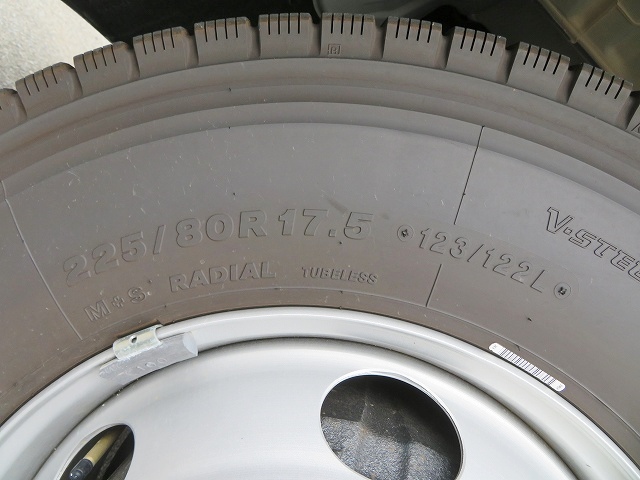 225/80R17.5 123/122L
M+S RADIAL TUBELESS
V-STEE